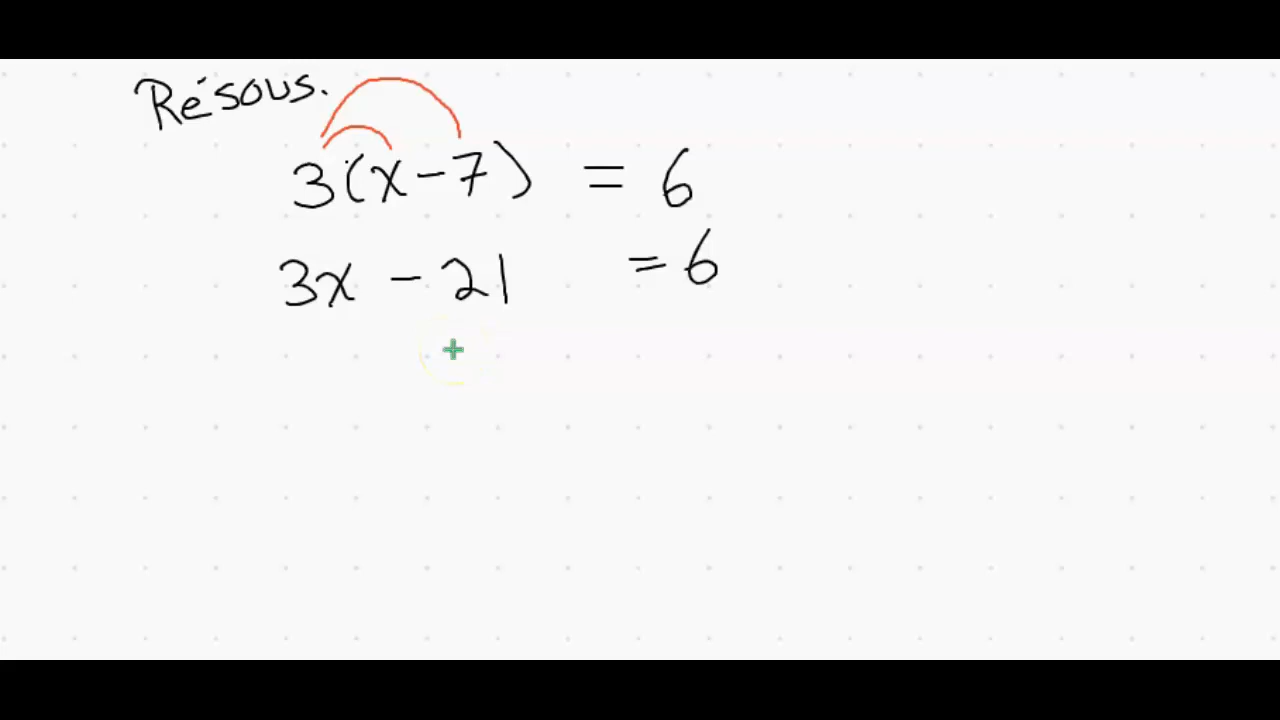 Résous.
3(x-7) = 6
3x - 21 = 6